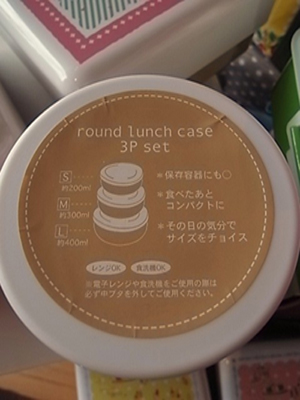 round lunch case
3P set
S 約200ml
M 約300ml
L 約400ml
※保存容器にも○
※食べたあと
コンパクトに
※その日の気分で
サイズをチョイス
レンジOK 食洗機OK
※電子レンジや食洗機をご使用の際は
必ず中ブタを外してご使用ください。